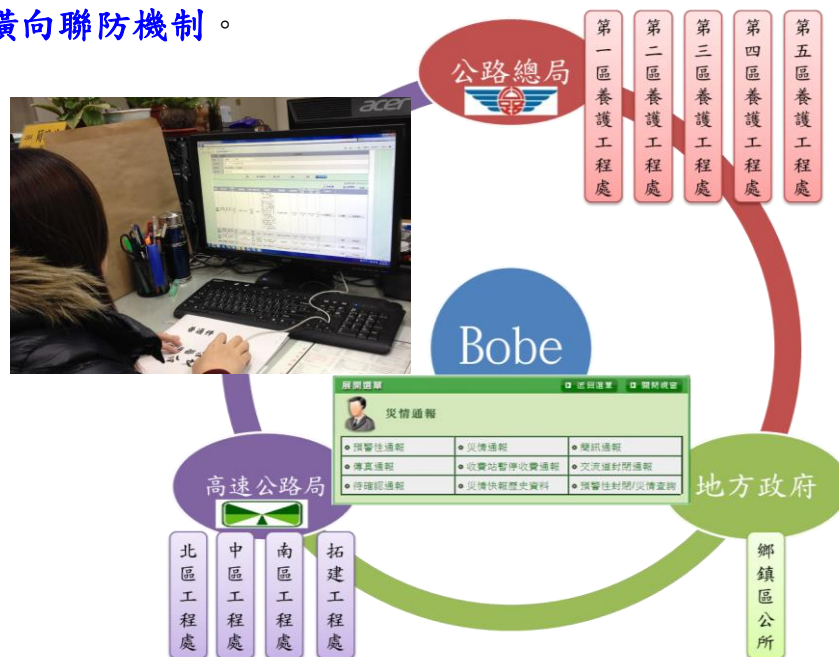 橫向聯防機制。
公路總局
第一區養護工程處
第二區養護工程處
第三區養護工程處
第四區養護工程處
第五區養護工程處
acer
Bobe
展開選單
返回選單
關閉視窗
災情通報
預警性通報
災情通報
簡訊通報
傳真通報
收費站暫停收費通報
交流道封閉通報
待確認通報
災情快報歷史資料
預警性封閉/災情查詢
高速公路局
地方政府
北區工程處
中區工程處
南區工程處
拓建工程處
鄉鎮區公所